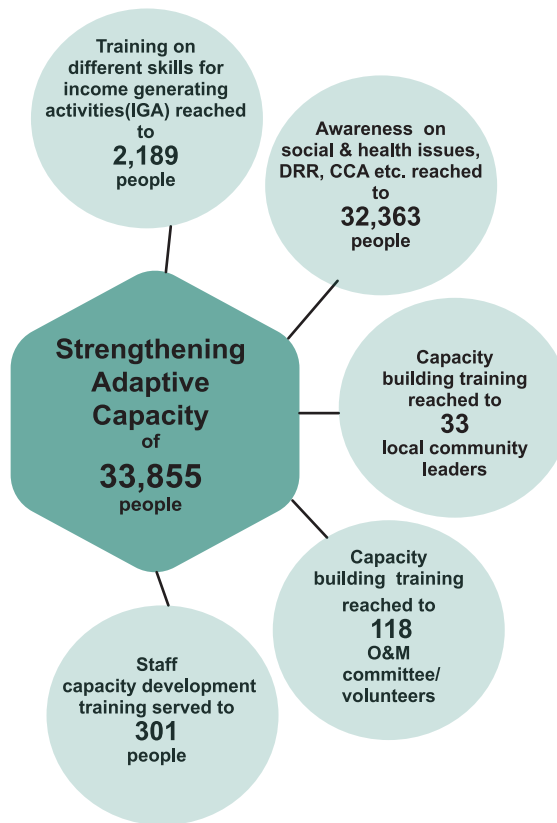 Training on
different skills for
income generating
activities(IGA) reached
to
2,189
people
Awareness on
social & health issues,
DRR, CCA etc. reached
to
32,363
people
Strengthening
Adaptive
Capacity
of
33,855
people
Capacity
building training
reached to
33
local community
leaders
Capacity
building training
reached to
118
O&M
committee/
volunteers
Staff
capacity development
training served to
301
people